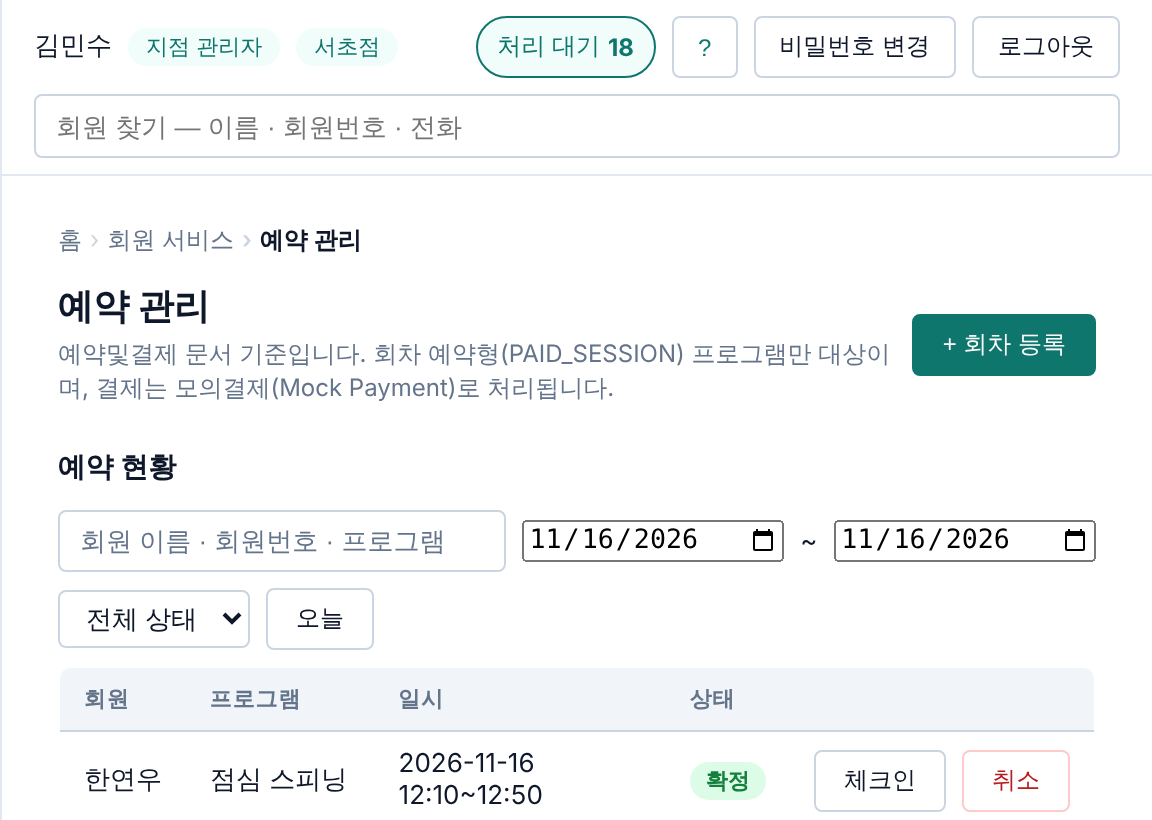 김민수 지점 관리자 서초점 처리 대기 18 ? 비밀번호 변경 로그아웃
회원 찾기 — 이름 · 회원번호 · 전화
홈 › 회원 서비스 › 예약 관리
예약 관리
예약및결제 문서 기준입니다. 회차 예약형(PAID_SESSION) 프로그램만 대상이
며, 결제는 모의결제(Mock Payment)로 처리됩니다.
+ 회차 등록
예약 현황
회원 이름 · 회원번호 · 프로그램 11/16/2026 ~ 11/16/2026
전체 상태 오늘
회원 프로그램 일시 상태
한연우 점심 스피닝 2026-11-16
12:10~12:50 확정 체크인 취소